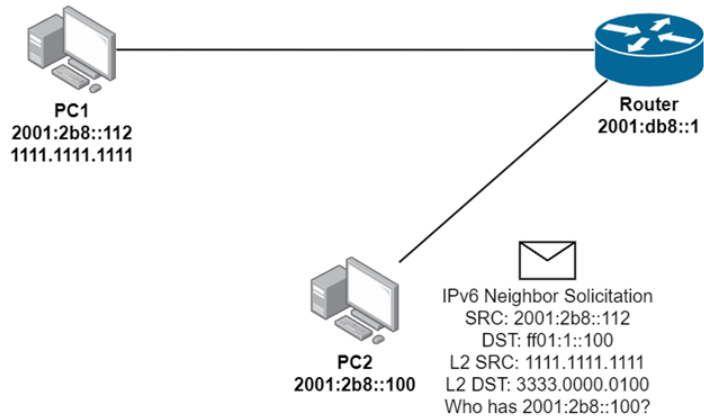 PC1
2001:2b8::112
1111.1111.1111
Router
2001:db8::1
PC2
2001:2b8::100
IPv6 Neighbor Solicitation
SRC: 2001:2b8::112
DST: ff01:1::100
L2 SRC: 1111.1111.1111
L2 DST: 3333.0000.0100
Who has 2001:2b8::100?